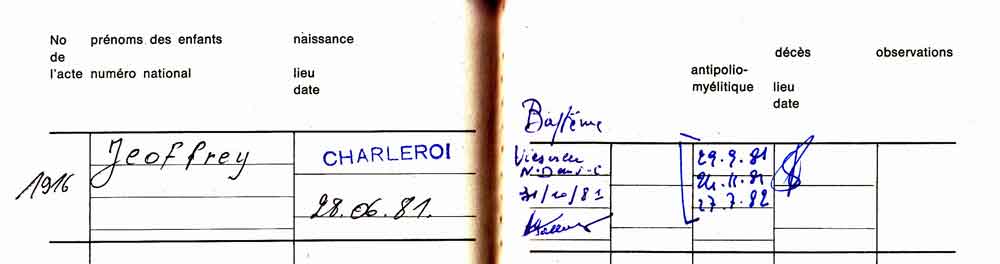 No prénoms des enfants naissance
de
l'acte numéro national lieu
date
1916 Jeoffrey CHARLEROI
28.06.81.
décès observations
antipolio-
myélitique lieu
date
Baptême
29.9.81
N.Dame
24.11.81
31/10/81
27.7.82